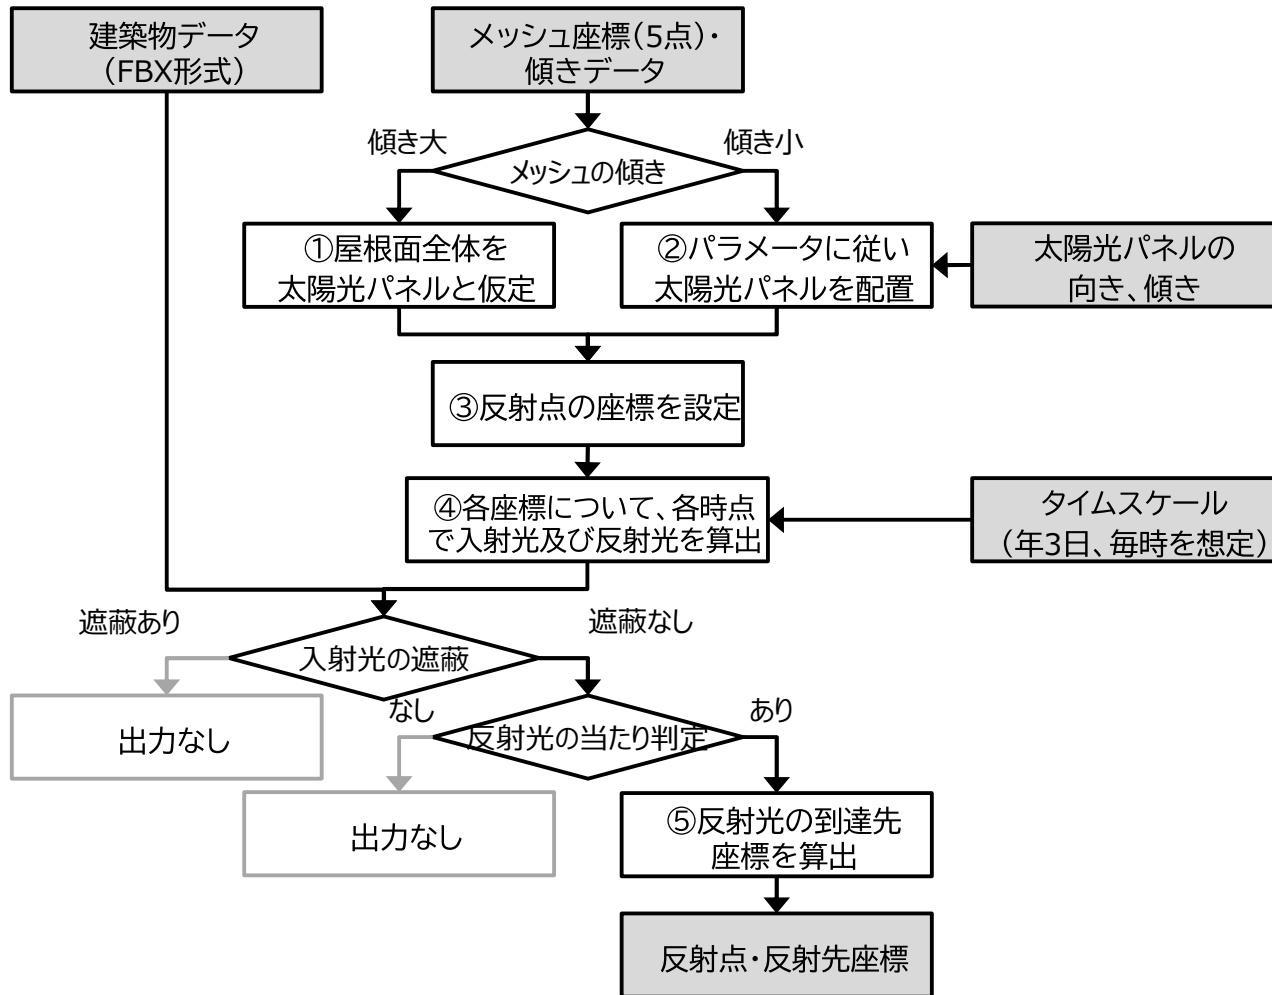 建築物データ
（FBX形式）
メッシュ座標（5点）・
傾きデータ
傾き大
傾き小
メッシュの傾き
①屋根面全体を
太陽光パネルと仮定
②パラメータに従い
太陽光パネルを配置
太陽光パネルの
向き、傾き
③反射点の座標を設定
④各座標について、各時点
で入射光及び反射光を算出
タイムスケール
（年3日、毎時を想定）
遮蔽あり
遮蔽なし
入射光の遮蔽
出力なし
なし
あり
反射光の当たり判定
出力なし
⑤反射光の到達先
座標を算出
反射点・反射先座標